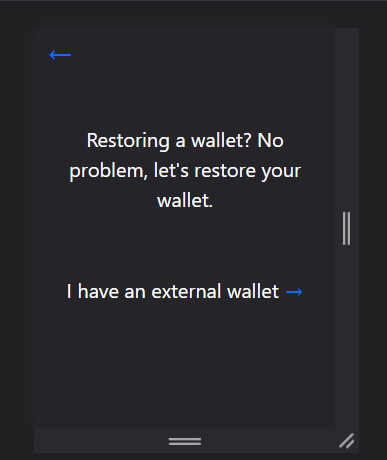 ←
Restoring a wallet? No
problem, let's restore your
wallet.
I have an external wallet →